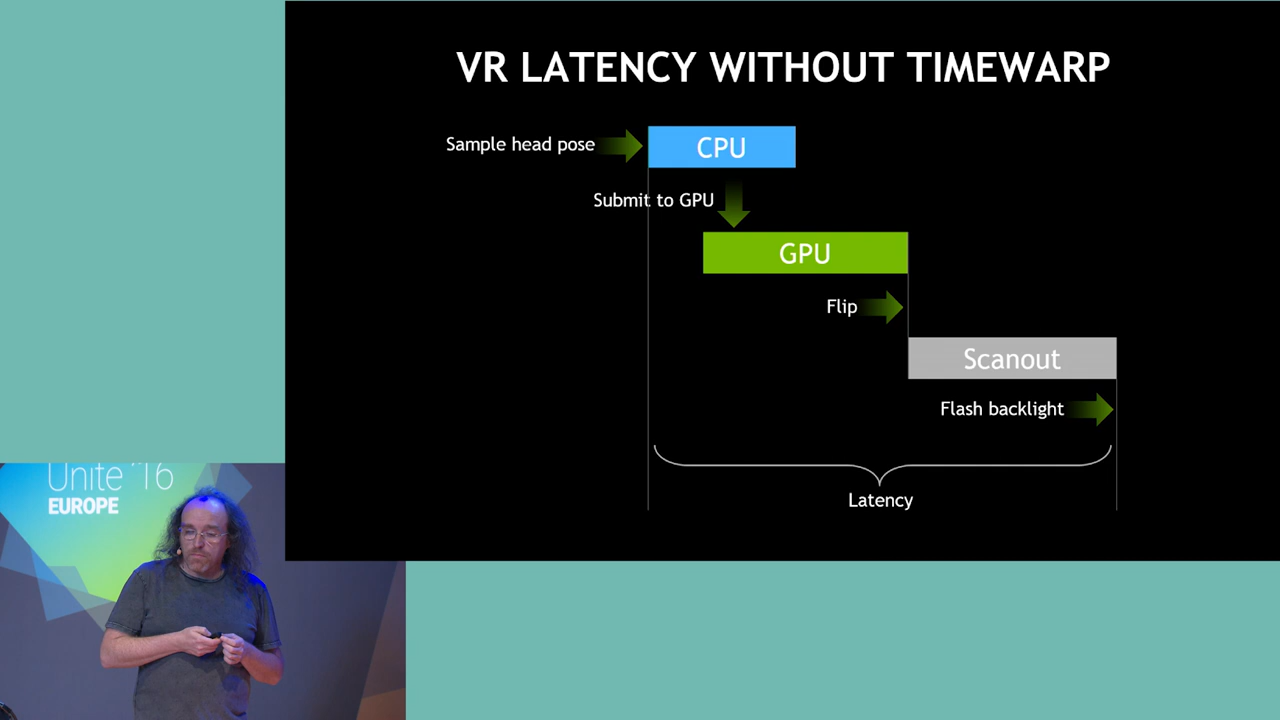 VR LATENCY WITHOUT TIMEWARP
Sample head pose
CPU
Submit to GPU
GPU
Flip
Scanout
Flash backlight
Latency
Unite '16
EUROPE